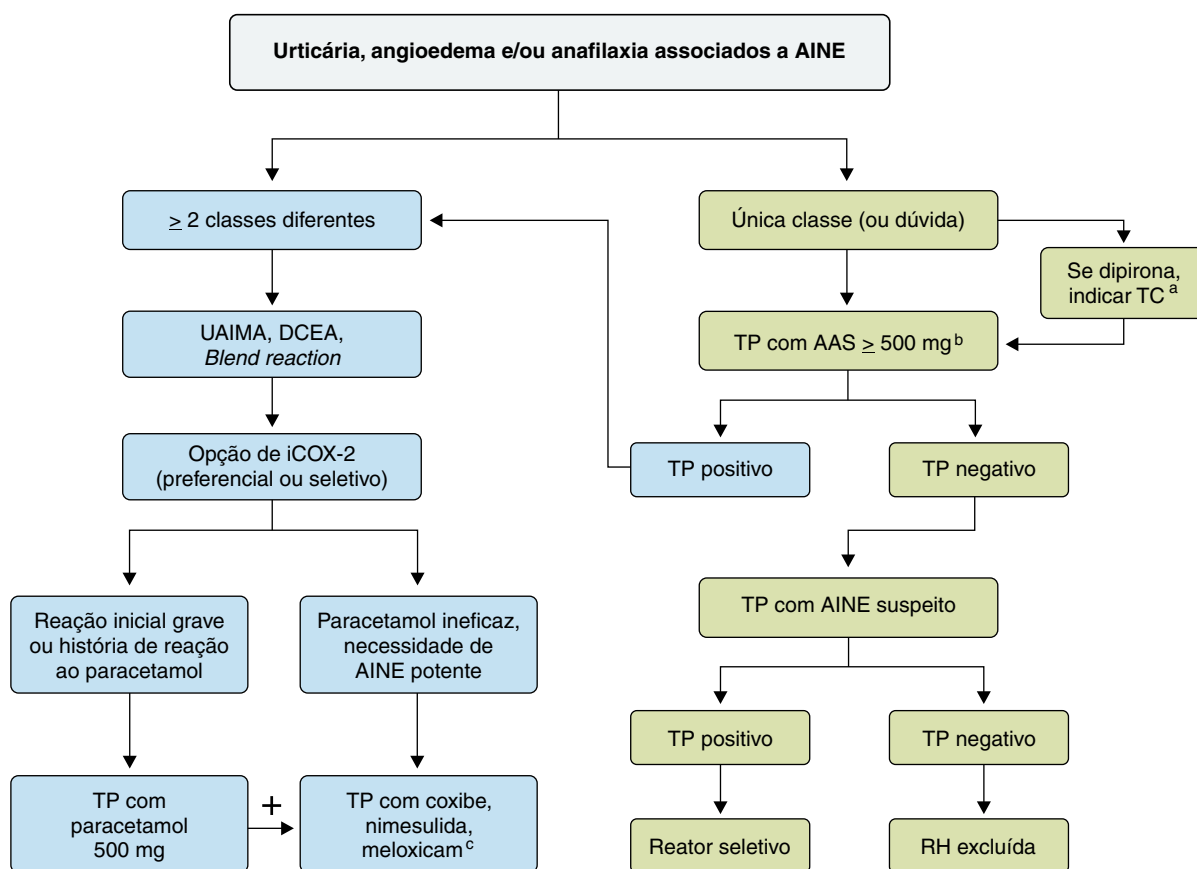 Urticária, angioedema e/ou anafilaxia associados a AINE
≥ 2 classes diferentes
Única classe (ou dúvida)
Se dipirona,
indicar TC a
UAIMA, DCEA,
Blend reaction
TP com AAS ≥ 500 mg b
Opção de iCOX-2
(preferencial ou seletivo)
TP positivo
TP negativo
Reação inicial grave
ou história de reação
ao paracetamol
Paracetamol ineficaz,
necessidade de
AINE potente
TP com AINE suspeito
TP positivo
TP negativo
TP com
paracetamol
500 mg
+
TP com coxibe,
nimesulida,
meloxicam c
Reator seletivo
RH excluída